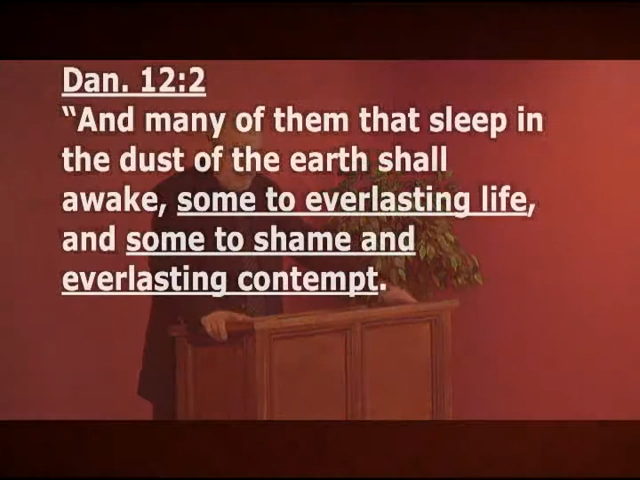 Dan. 12:2
“And many of them that sleep in
the dust of the earth shall
awake, some to everlasting life,
and some to shame and
everlasting contempt.